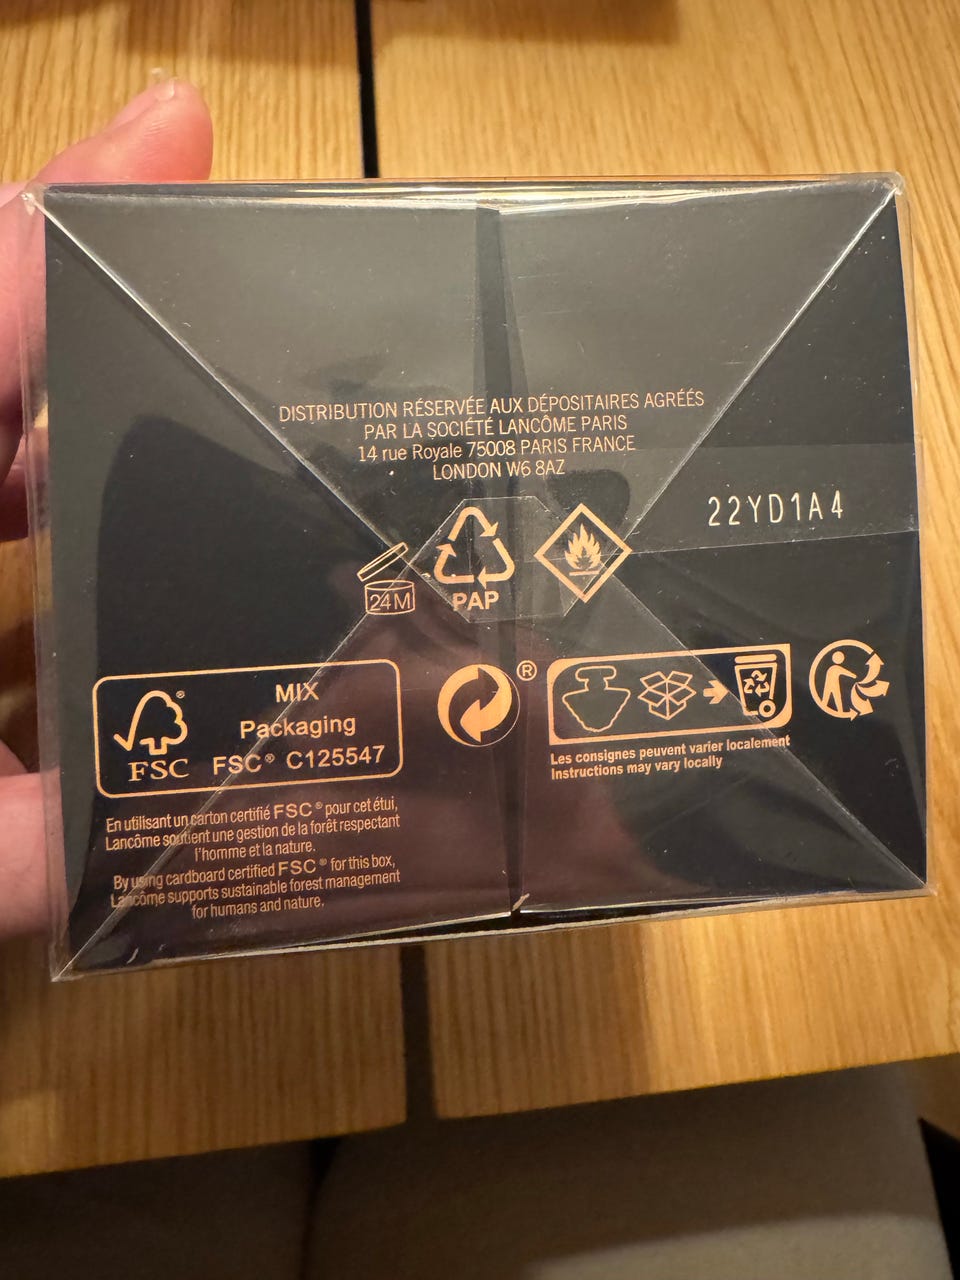 DISTRIBUTION RÉSERVÉE AUX DÉPOSITAIRES AGRÉÉS
PAR LA SOCIÉTÉ LANCÔME PARIS
14 rue Royale 75008 PARIS FRANCE
LONDON W6 8AZ
22YD1A4
24M
PAP
®
MIX
Packaging
FSC® C125547
®
FSC
Les consignes peuvent varier localement
Instructions may vary locally
En utilisant un carton certifié FSC® pour cet étui,
Lancôme soutient une gestion de la forêt respectant
l'homme et la nature.
By using cardboard certified FSC® for this box,
Lancôme supports sustainable forest management
for humans and nature.